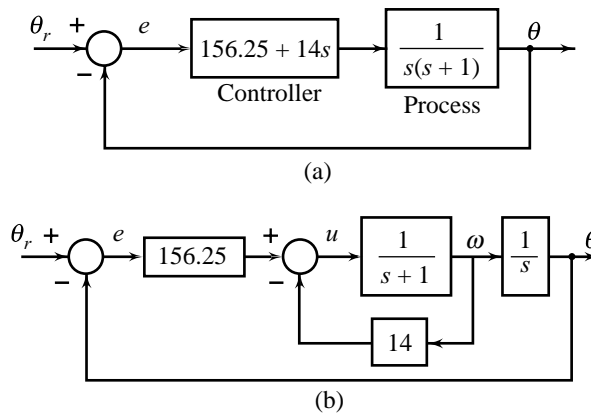 θr + e 156.25 + 14s 1 θ
− s(s + 1)
Controller Process
(a)
θr + e 156.25 + u 1 ω 1 θ
− − s + 1 s
14
(b)